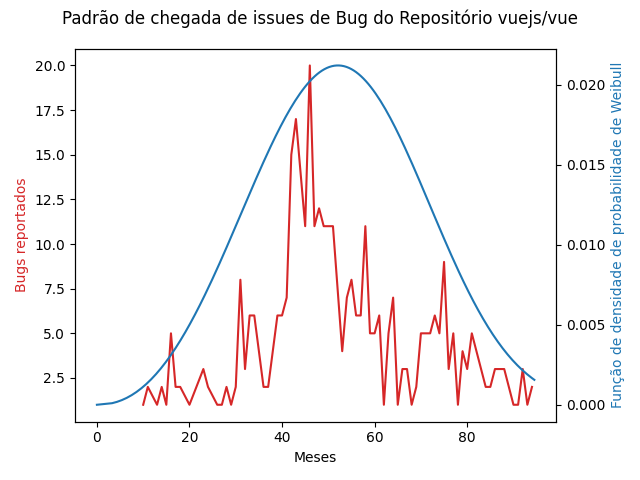 Padrão de chegada de issues de Bug do Repositório vuejs/vue
20.0
17.5
15.0
12.5
10.0
7.5
5.0
2.5
Bugs reportados
0.020
0.015
0.010
0.005
0.000
Função de densidade de probabilidade de Weibull
0 20 40 60 80
Meses